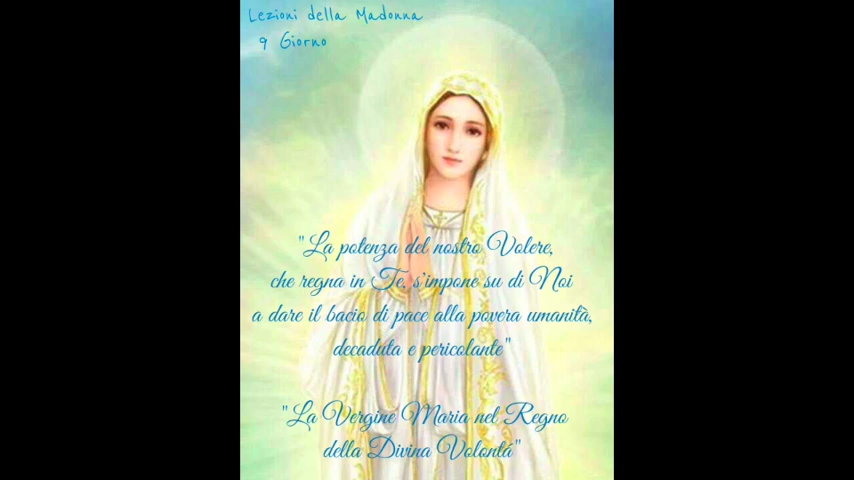 Lezioni della Madonna
9 Giorno
"La potenza del nostro Volere,
che regna in Te, s'impone su di Noi
a dare il bacio di pace alla povera umanità,
decaduta e pericolante"
"La Vergine Maria nel Regno
della Divina Volontá"